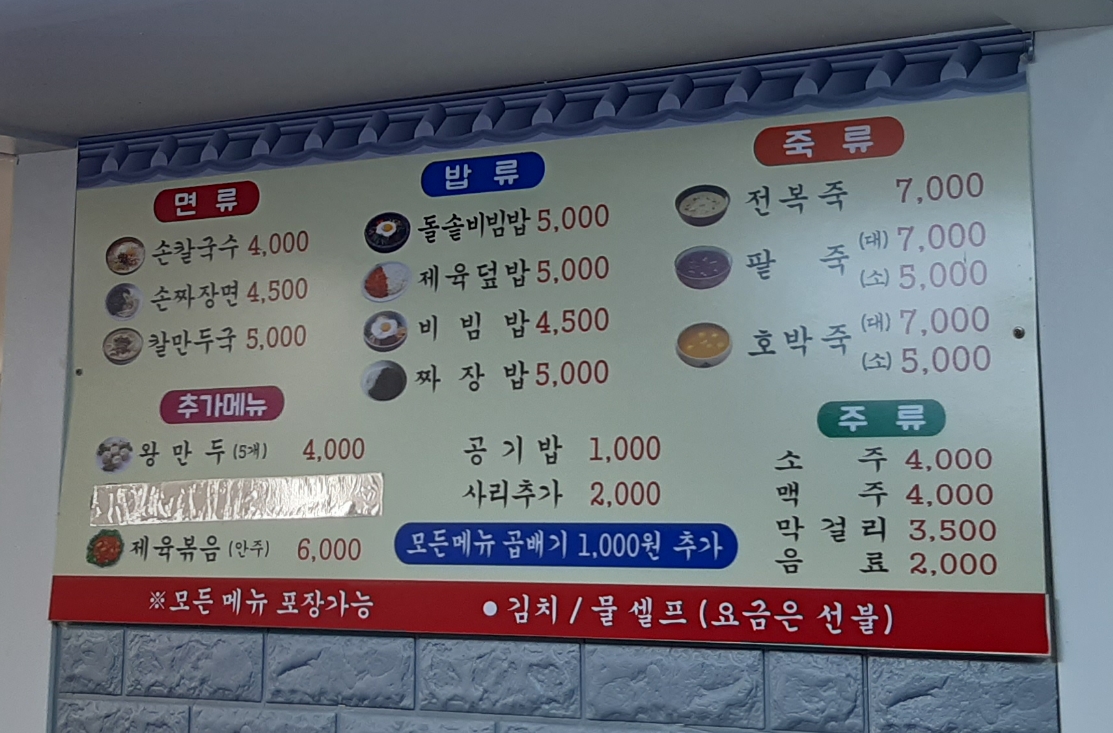 면 류
손칼국수 4,000
손짜장면 4,500
칼만두국 5,000
밥 류
돌솥비빔밥 5,000
제육덮밥 5,000
비 빔 밥 4,500
짜 장 밥 5,000
죽 류
전복죽 7,000
팥 죽 (대) 7,000
(소) 5,000
호박죽 (대) 7,000
(소) 5,000
추가메뉴
왕 만 두 (5개) 4,000
제육볶음 (안주) 6,000
공 기 밥 1,000
사리추가 2,000
모든메뉴 곱배기 1,000원 추가
주 류
소 주 4,000
맥 주 4,000
막 걸 리 3,500
음 료 2,000
※모든 메뉴 포장가능
● 김치 / 물 셀프 (요금은 선불)